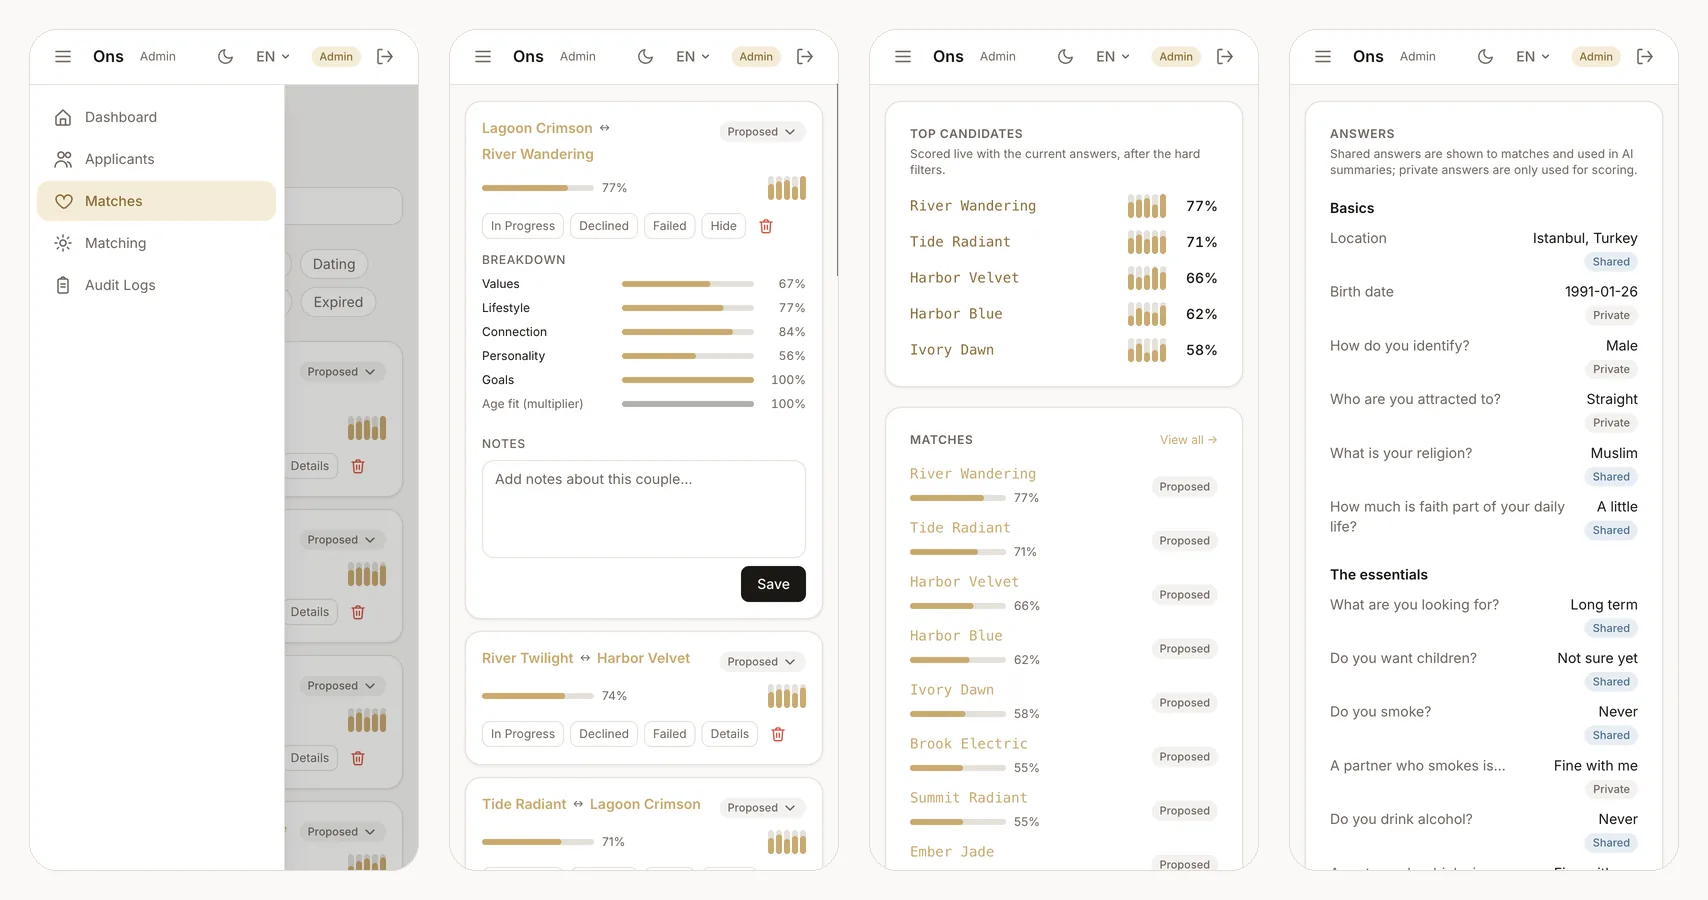 Ons Admin EN Admin
Dashboard
Applicants
Matches
Matching
Audit Logs
Dating
Expired
Proposed
Details
Proposed
Details
Proposed
Details
Proposed
Ons Admin EN Admin
Lagoon Crimson ↔
River Wandering
Proposed
77%
In Progress Declined Failed Hide
BREAKDOWN
Values 67%
Lifestyle 77%
Connection 84%
Personality 56%
Goals 100%
Age fit (multiplier) 100%
NOTES
Add notes about this couple...
Save
River Twilight ↔ Harbor Velvet Proposed
74%
In Progress Declined Failed Details
Tide Radiant ↔ Lagoon Crimson Proposed
71%
Ons Admin EN Admin
TOP CANDIDATES
Scored live with the current answers, after the hard
filters.
River Wandering 77%
Tide Radiant 71%
Harbor Velvet 66%
Harbor Blue 62%
Ivory Dawn 58%
MATCHES View all →
River Wandering
77%
Proposed
Tide Radiant
71%
Proposed
Harbor Velvet
66%
Proposed
Harbor Blue
62%
Proposed
Ivory Dawn
58%
Proposed
Brook Electric
55%
Proposed
Summit Radiant
55%
Proposed
Ember Jade
Proposed
Ons Admin EN Admin
ANSWERS
Shared answers are shown to matches and used in AI
summaries; private answers are only used for scoring.
Basics
Location Istanbul, Turkey
Shared
Birth date 1991-01-26
Private
How do you identify? Male
Private
Who are you attracted to? Straight
Private
What is your religion? Muslim
Shared
How much is faith part of your daily
life?
A little
Shared
The essentials
What are you looking for? Long term
Shared
Do you want children? Not sure yet
Shared
Do you smoke? Never
Shared
A partner who smokes is... Fine with me
Private
Do you drink alcohol? Never
Shared